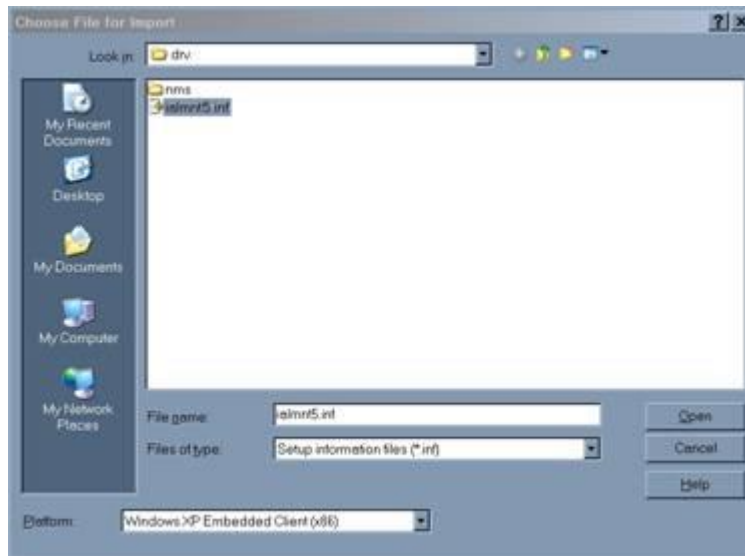 Choose File for Import
Look in:
drv
nms
ialmnt5.inf
My Recent
Documents
Desktop
My Documents
My Computer
My Network
Places
File name:
ialmnt5.inf
Open
Files of type:
Setup information files (*.inf)
Cancel
Help
Platform:
Windows XP Embedded Client (x86)